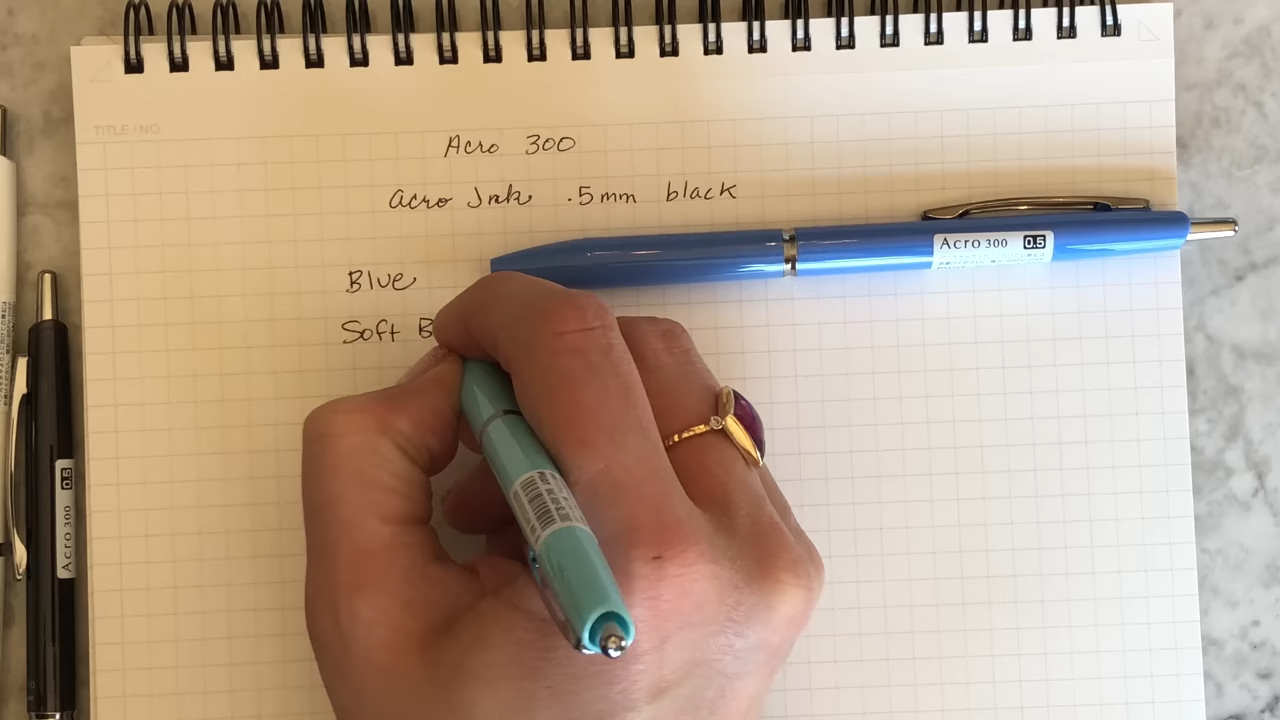 TITLE / NO.
Acro 300
Acro Ink .5mm black
Acro 300 0.5
Blue
Soft B
Acro 300 0.5